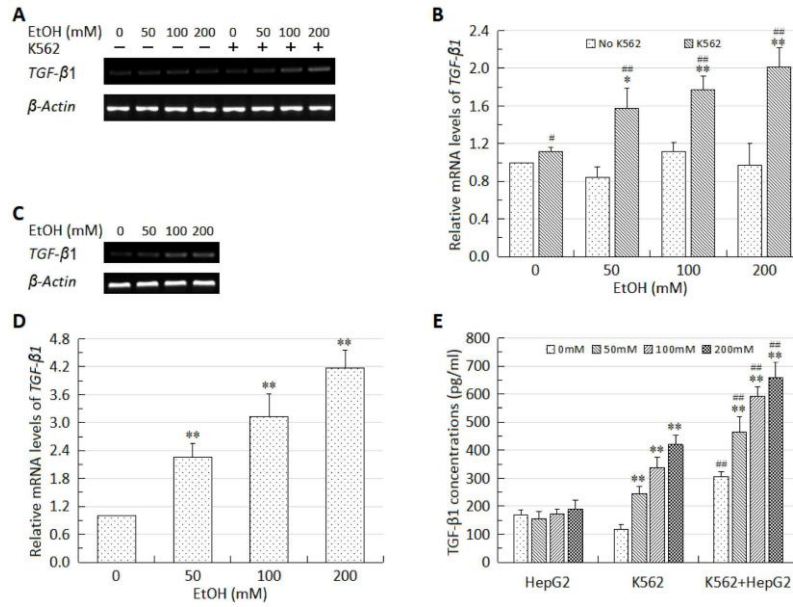 A
EtOH (mM) 0 50 100 200 0 50 100 200
K562 − − − − + + + +
TGF-β1
β-Actin
B
Relative mRNA levels of TGF-β1
2.4
2.0
1.6
1.2
0.8
0.4
0
No K562 K562
#
## *
## **
## **
0 50 100 200
EtOH (mM)
C
EtOH (mM) 0 50 100 200
TGF-β1
β-Actin
D
Relative mRNA levels of TGF-β1
4.8
4.2
3.6
3.0
2.4
1.8
1.2
0.6
0.0
** ** **
0 50 100 200
EtOH (mM)
E
TGF-β1 concentrations (pg/ml)
800
700
600
500
400
300
200
100
0
0mM 50mM 100mM 200mM
** ** **
##
## **
## **
## **
HepG2 K562 K562+HepG2